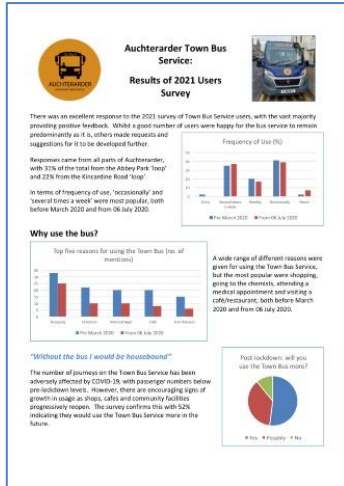 AUCHTERARDER
Auchterarder Town Bus
Service:
Results of 2021 Users
Survey
There was an excellent response to the 2021 survey of Town Bus Service users, with the vast majority
providing positive feedback. Whilst a good number of users were happy for the bus service to remain
predominantly as it is, others made requests and
suggestions for it to be developed further.
Responses came from all parts of Auchterarder,
with 31% of the total from the Abbey Park 'loop'
and 22% from the Kincardine Road 'loop'.
In terms of frequency of use, 'occasionally' and
'several times a week' were most popular, both
before March 2020 and from 06 July 2020.
Frequency of Use (%)
Pre March 2020
From 06 July 2020
Why use the bus?
Top five reasons for using the Town Bus (no. of
mentions)
Pre March 2020
From 06 July 2020
A wide range of different reasons were
given for using the Town Bus Service,
but the most popular were shopping,
going to the chemists, attending a
medical appointment and visiting a
café/restaurant, both before March
2020 and from 06 July 2020.
"Without the bus I would be housebound"
The number of journeys on the Town Bus Service has been
adversely affected by COVID-19, with passenger numbers below
pre-lockdown levels. However, there are encouraging signs of
growth in usage as shops, cafes and community facilities
progressively reopen. The survey confirms this with 52%
indicating they would use the Town Bus Service more in the
future.
Post-lockdown: will you
use the Town Bus more?
Yes Possibly No